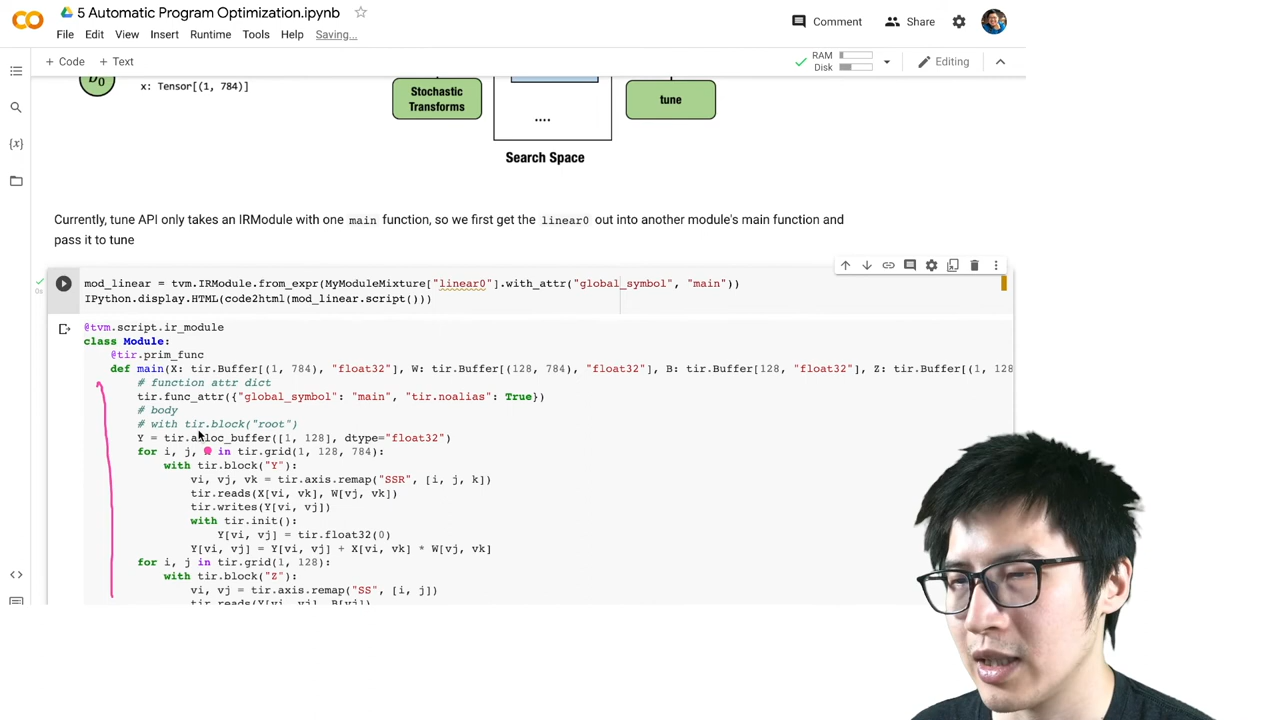 5 Automatic Program Optimization.ipynb
File Edit View Insert Runtime Tools Help Saving...
Comment Share
+ Code + Text
RAM
Disk
Editing
x: Tensor[(1, 784)]
Stochastic
Transforms
....
tune
Search Space
Currently, tune API only takes an IRModule with one main function, so we first get the linear0 out into another module's main function and
pass it to tune
mod_linear = tvm.IRModule.from_expr(MyModuleMixture["linear0"].with_attr("global_symbol", "main"))
IPython.display.HTML(code2html(mod_linear.script()))
0s
@tvm.script.ir_module
class Module:
@tir.prim_func
def main(X: tir.Buffer[(1, 784), "float32"], W: tir.Buffer[(128, 784), "float32"], B: tir.Buffer[128, "float32"], Z: tir.Buffer[(1, 128
# function attr dict
tir.func_attr({"global_symbol": "main", "tir.noalias": True})
# body
# with tir.block("root")
Y = tir.alloc_buffer([1, 128], dtype="float32")
for i, j, in tir.grid(1, 128, 784):
with tir.block("Y"):
vi, vj, vk = tir.axis.remap("SSR", [i, j, k])
tir.reads(X[vi, vk], W[vj, vk])
tir.writes(Y[vi, vj])
with tir.init():
Y[vi, vj] = tir.float32(0)
Y[vi, vj] = Y[vi, vj] + X[vi, vk] * W[vj, vk]
for i, j in tir.grid(1, 128):
with tir.block("Z"):
vi, vj = tir.axis.remap("SS", [i, j])
tir.reads(Y[vi, vj], B[vj])